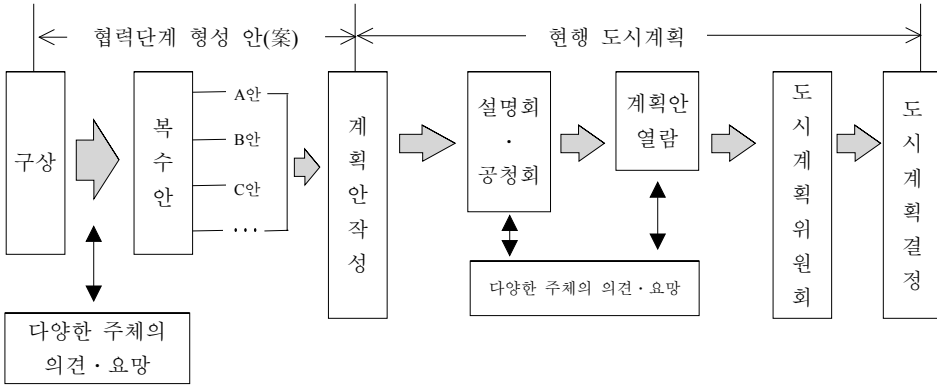 협력단계 형성 안(案)
현행 도시계획
구상
복수안
A안
B안
C안
···
계획안작성
설명회
·
공청회
계획안
열람
도시계획위원회
도시계획결정
다양한 주체의
의견·요망
다양한 주체의 의견·요망